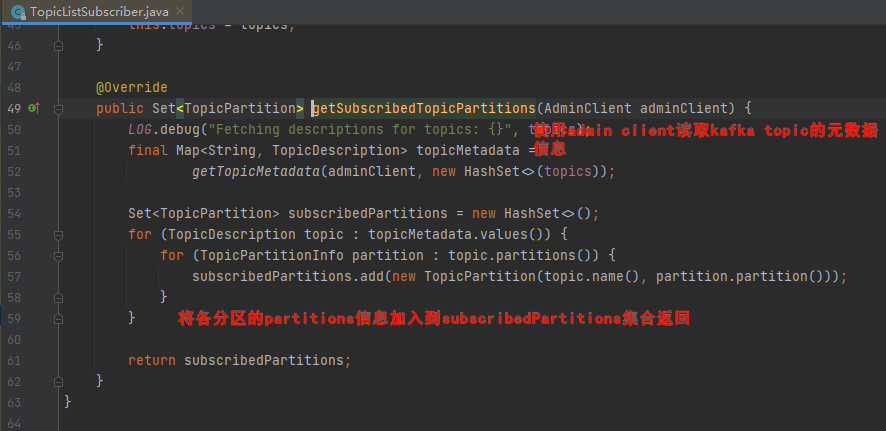 TopicListSubscriber.java
45 this.topics = topics;
46 }
47
48 @Override
49 public Set<TopicPartition> getSubscribedTopicPartitions(AdminClient adminClient) {
50 LOG.debug("Fetching descriptions for topics: {}", topics);
使用admin client读取kafka topic的元数据
51 final Map<String, TopicDescription> topicMetadata =
信息
52 getTopicMetadata(adminClient, new HashSet<>(topics));
53
54 Set<TopicPartition> subscribedPartitions = new HashSet<>();
55 for (TopicDescription topic : topicMetadata.values()) {
56 for (TopicPartitionInfo partition : topic.partitions()) {
57 subscribedPartitions.add(new TopicPartition(topic.name(), partition.partition()));
58 }
59 }
将各分区的partitions信息加入到subscribedPartitions集合返回
60
61 return subscribedPartitions;
62 }
63 }
64